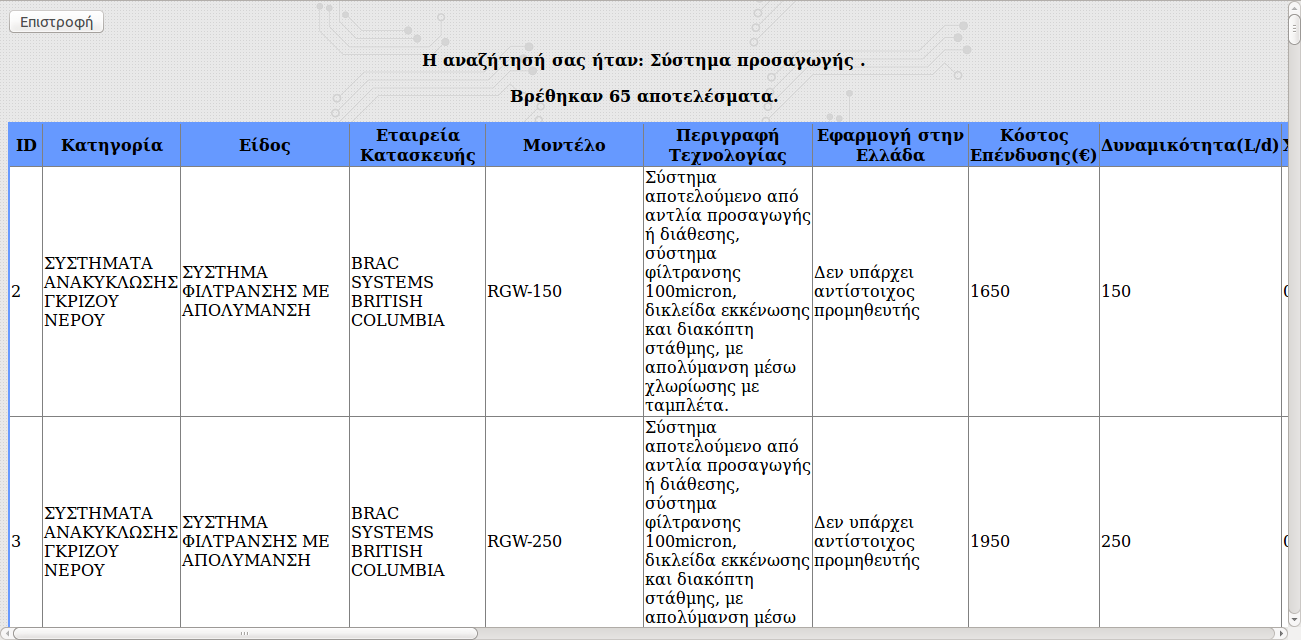 Επιστροφή
Η αναζήτησή σας ήταν: Σύστημα προσαγωγής .
Βρέθηκαν 65 αποτελέσματα.
ID
Κατηγορία
Είδος
Εταιρεία
Κατασκευής
Μοντέλο
Περιγραφή
Τεχνολογίας
Εφαρμογή στην
Ελλάδα
Κόστος
Επένδυσης(€)
Δυναμικότητα(L/d)
2
ΣΥΣΤΗΜΑΤΑ
ΑΝΑΚΥΚΛΩΣΗΣ
ΓΚΡΙΖΟΥ
ΝΕΡΟΥ
ΣΥΣΤΗΜΑ
ΦΙΛΤΡΑΝΣΗΣ ΜΕ
ΑΠΟΛΥΜΑΝΣΗ
BRAC
SYSTEMS
BRITISH
COLUMBIA
RGW-150
Σύστημα
αποτελούμενο από
αντλία προσαγωγής
ή διάθεσης,
σύστημα
φίλτρανσης
100micron,
δικλείδα εκκένωσης
και διακόπτη
στάθμης, με
απολύμανση μέσω
χλωρίωσης με
ταμπλέτα.
Δεν υπάρχει
αντίστοιχος
προμηθευτής
1650
150
3
ΣΥΣΤΗΜΑΤΑ
ΑΝΑΚΥΚΛΩΣΗΣ
ΓΚΡΙΖΟΥ
ΝΕΡΟΥ
ΣΥΣΤΗΜΑ
ΦΙΛΤΡΑΝΣΗΣ ΜΕ
ΑΠΟΛΥΜΑΝΣΗ
BRAC
SYSTEMS
BRITISH
COLUMBIA
RGW-250
Σύστημα
αποτελούμενο από
αντλία προσαγωγής
ή διάθεσης,
σύστημα
φίλτρανσης
100micron,
δικλείδα εκκένωσης
και διακόπτη
στάθμης, με
απολύμανση μέσω
Δεν υπάρχει
αντίστοιχος
προμηθευτής
1950
250